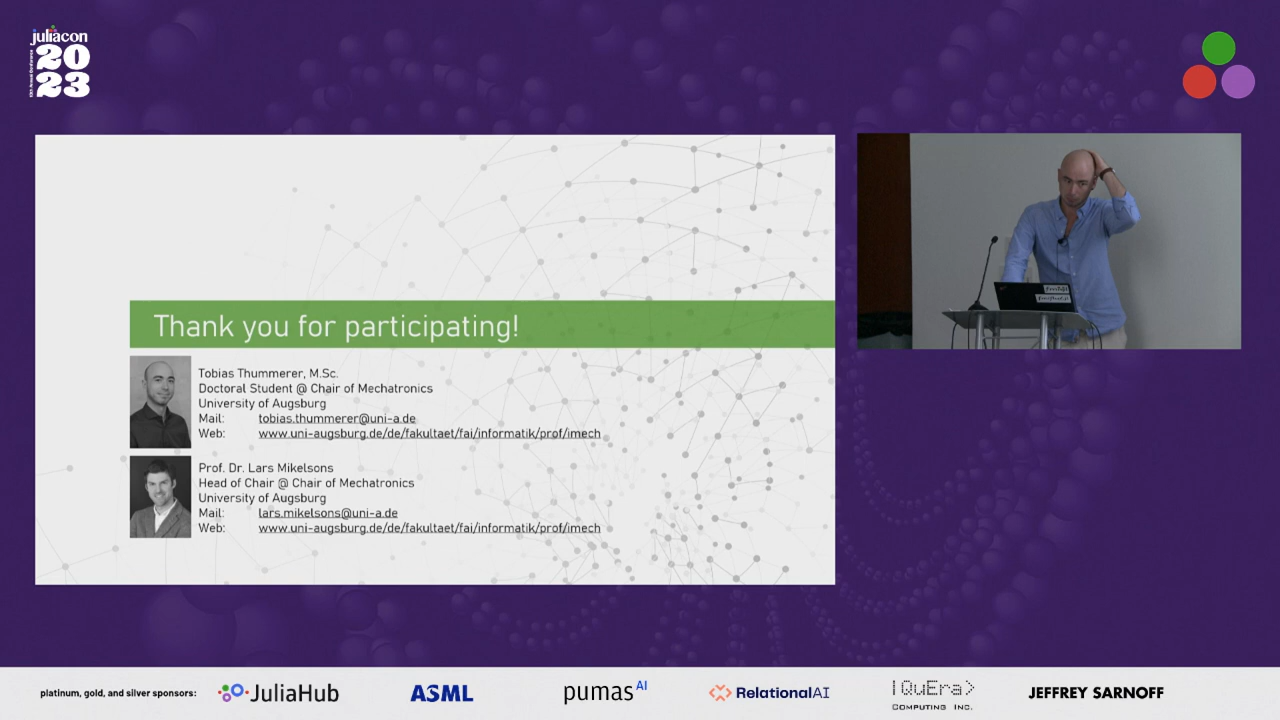 juliacon
20
23
Thank you for participating!
Tobias Thummerer, M.Sc.
Doctoral Student @ Chair of Mechatronics
University of Augsburg
Mail: tobias.thummerer@uni-a.de
Web: www.uni-augsburg.de/de/fakultaet/fai/informatik/prof/imech
Prof. Dr. Lars Mikelsons
Head of Chair @ Chair of Mechatronics
University of Augsburg
Mail: lars.mikelsons@uni-a.de
Web: www.uni-augsburg.de/de/fakultaet/fai/informatik/prof/imech
platinum, gold, and silver sponsors:
JuliaHub
ASML
pumas AI
RelationalAI
|QuEra>
COMPUTING INC.
JEFFREY SARNOFF